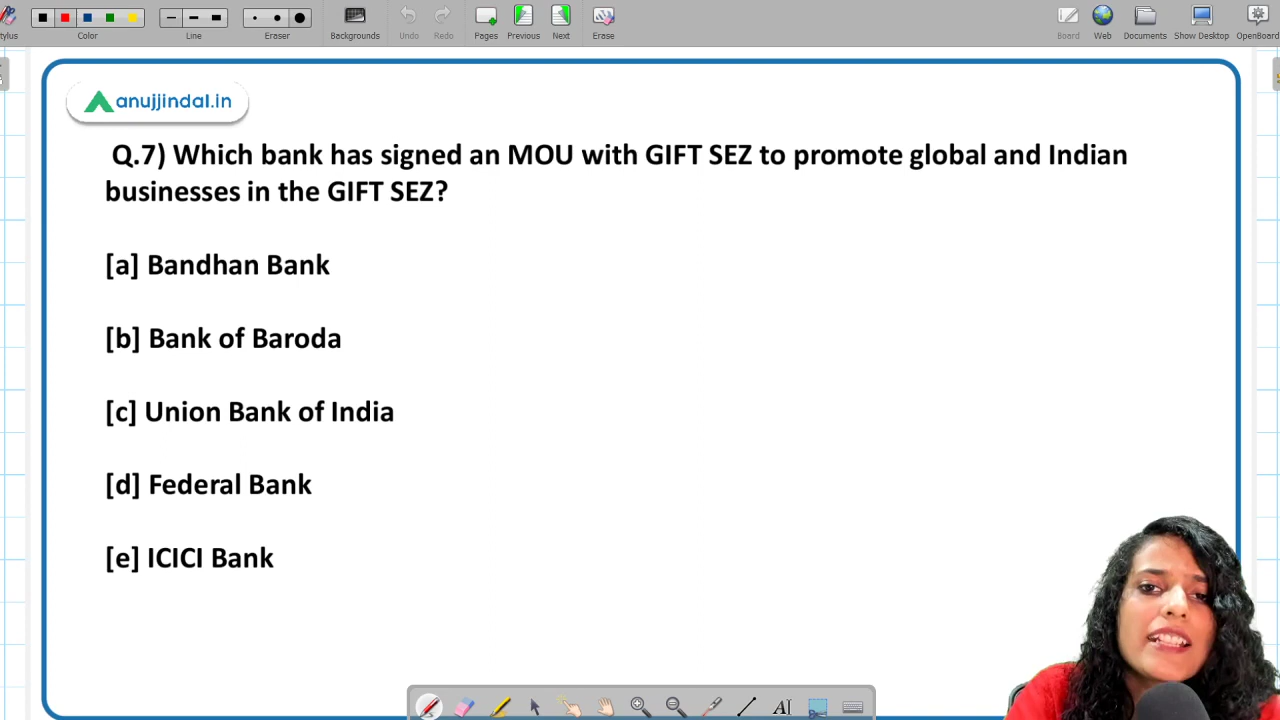 tylus
Color
Line
Eraser
Backgrounds
Undo
Redo
Pages
Previous
Next
Erase
Board
Web
Documents
Show Desktop
OpenBoard
anujjindal.in
Q.7) Which bank has signed an MOU with GIFT SEZ to promote global and Indian
businesses in the GIFT SEZ?
[a] Bandhan Bank
[b] Bank of Baroda
[c] Union Bank of India
[d] Federal Bank
[e] ICICI Bank